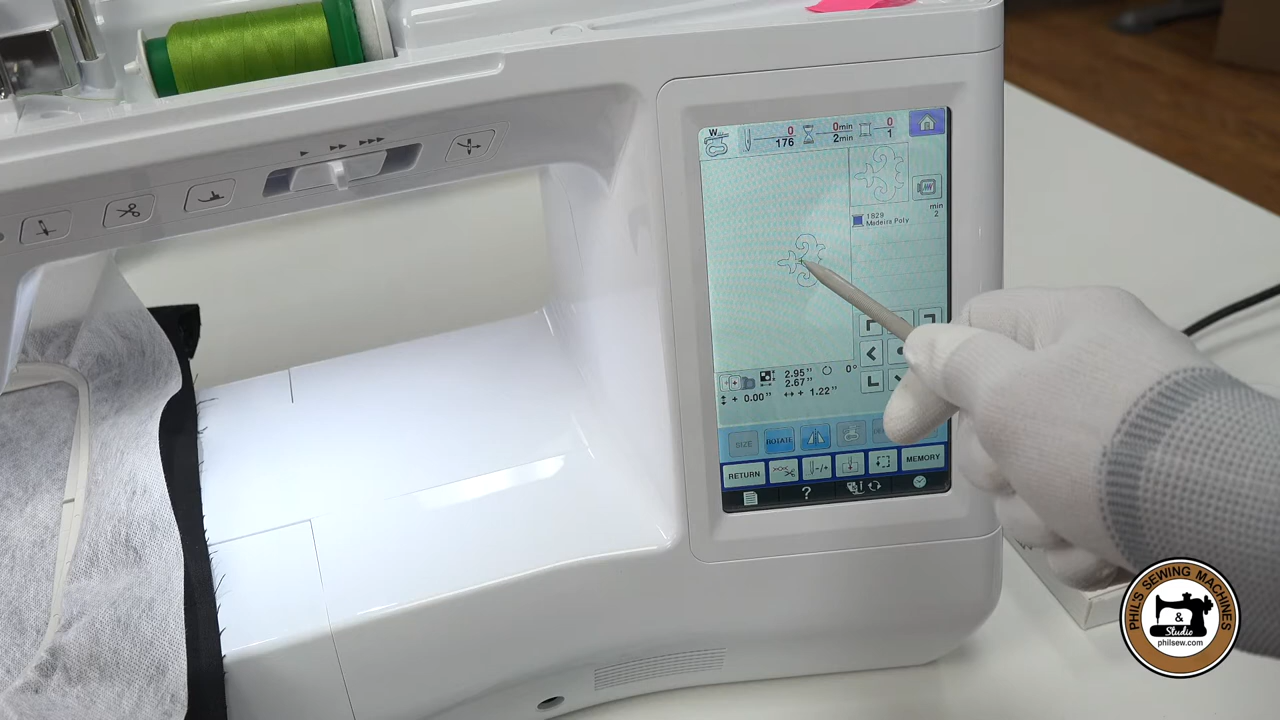 W
0
176
0min
2min
0
1
1829
Madeira Poly
min
2
2.95"
2.67"
0°
+ 0.00"
+ 1.22"
SIZE
ROTATE
RETURN
-/+
MEMORY
?
PHIL'S SEWING MACHINES
&
Studio
philsew.com